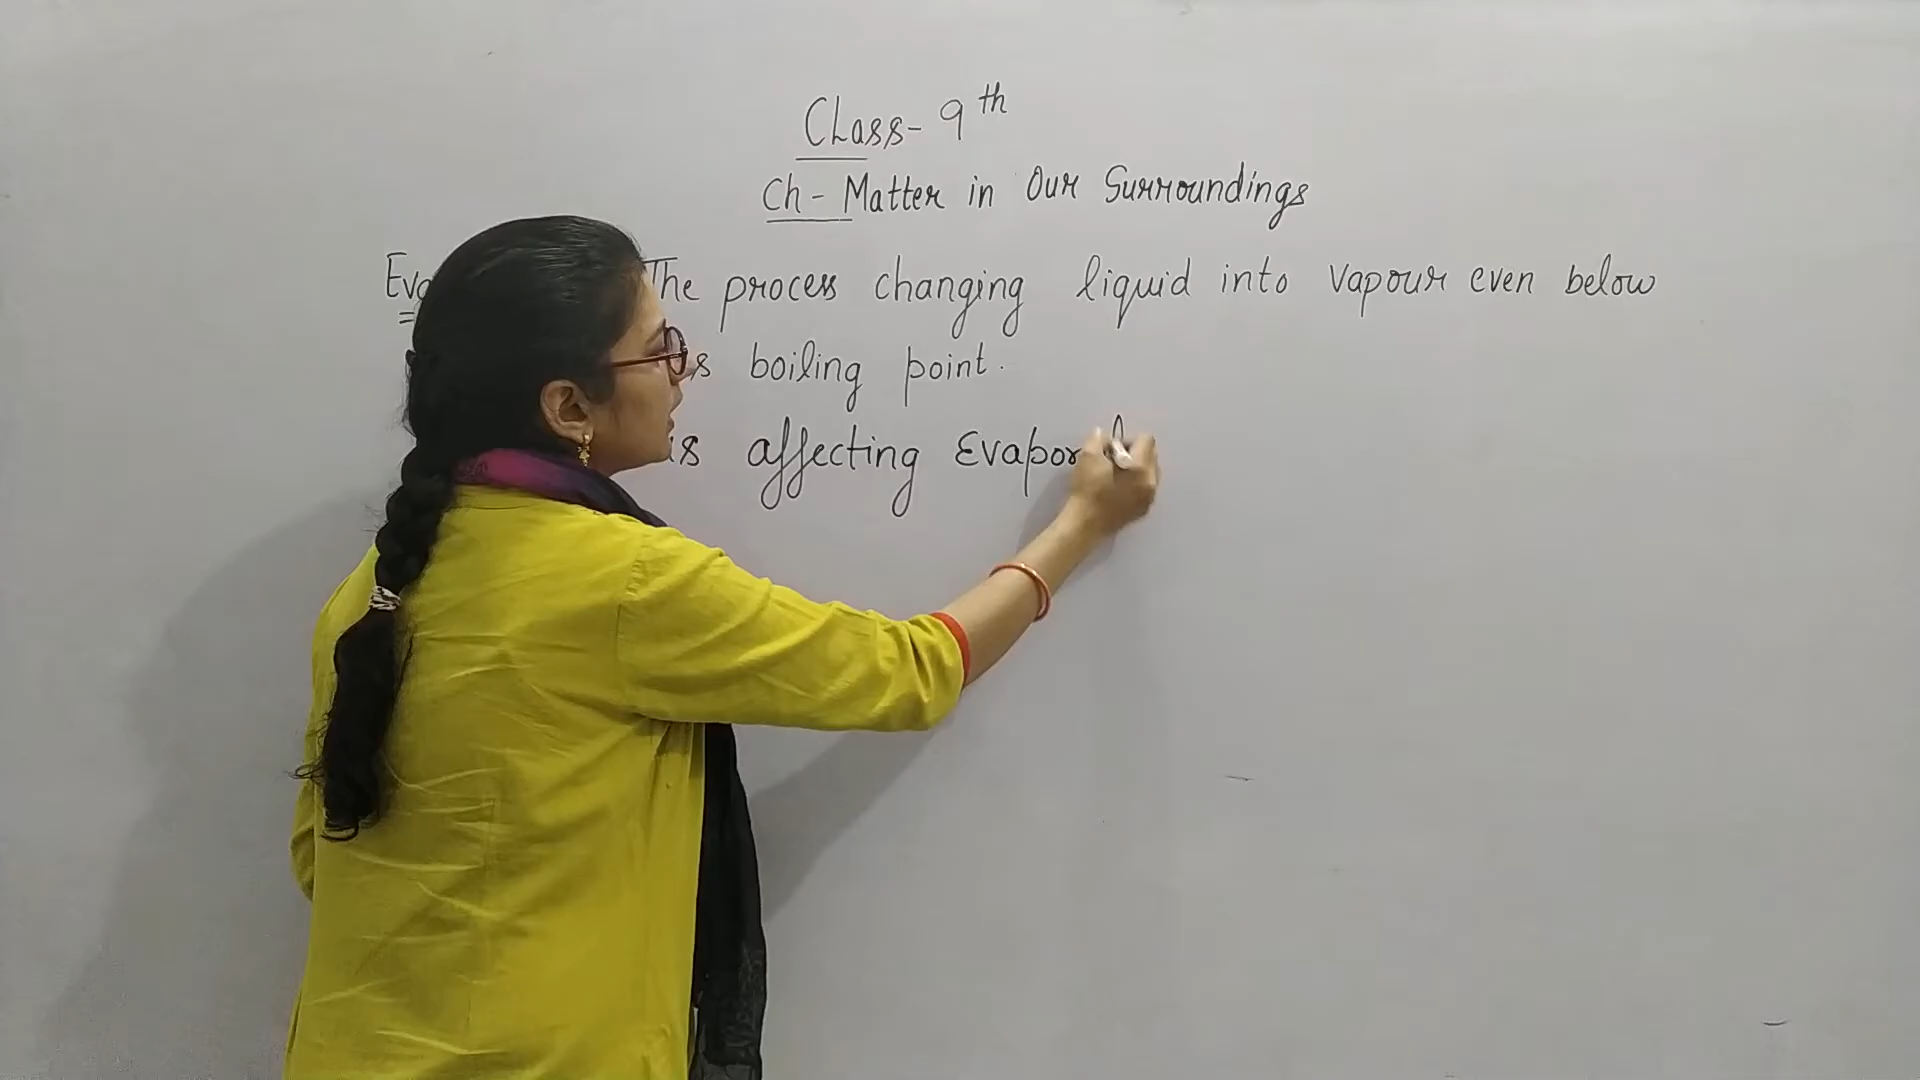 Class- 9th
Ch- Matter in Our Surroundings
The process changing liquid into vapour even below
boiling point.
affecting Evapor